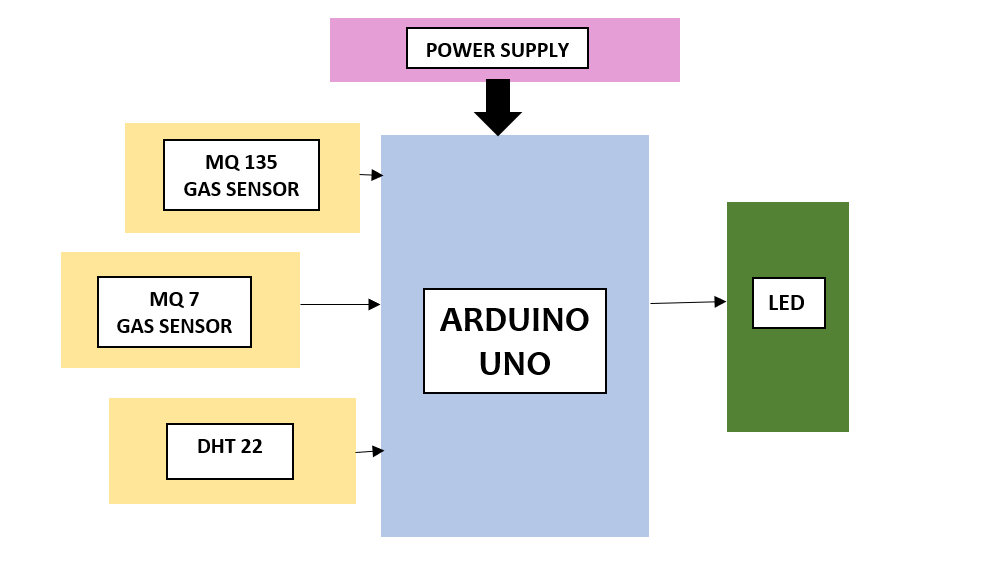 POWER SUPPLY
MQ 135
GAS SENSOR
MQ 7
GAS SENSOR
DHT 22
ARDUINO
UNO
LED